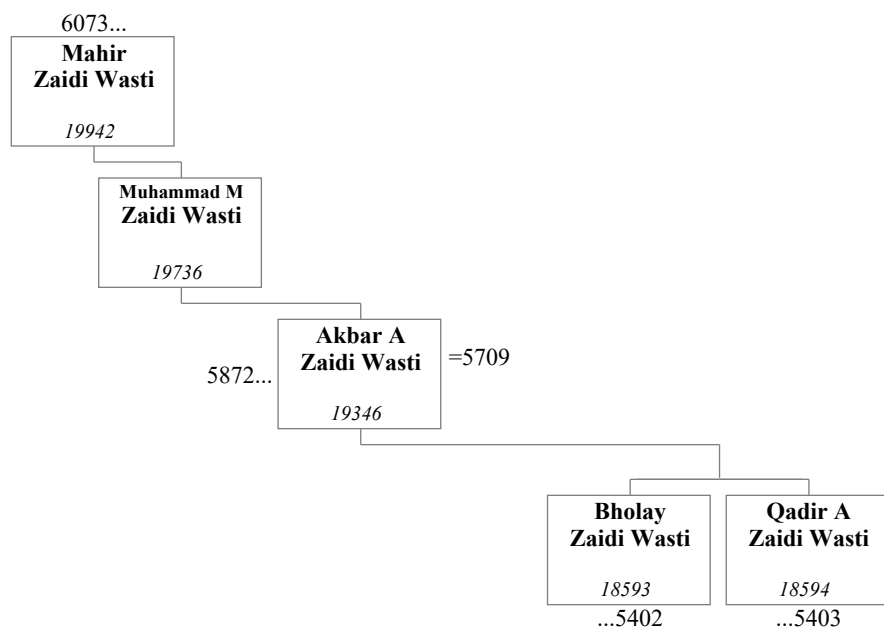 6073...
Mahir
Zaidi Wasti
19942
Muhammad M
Zaidi Wasti
19736
Akbar A
Zaidi Wasti
19346
5872...
=5709
Bholay
Zaidi Wasti
18593
...5402
Qadir A
Zaidi Wasti
18594
...5403